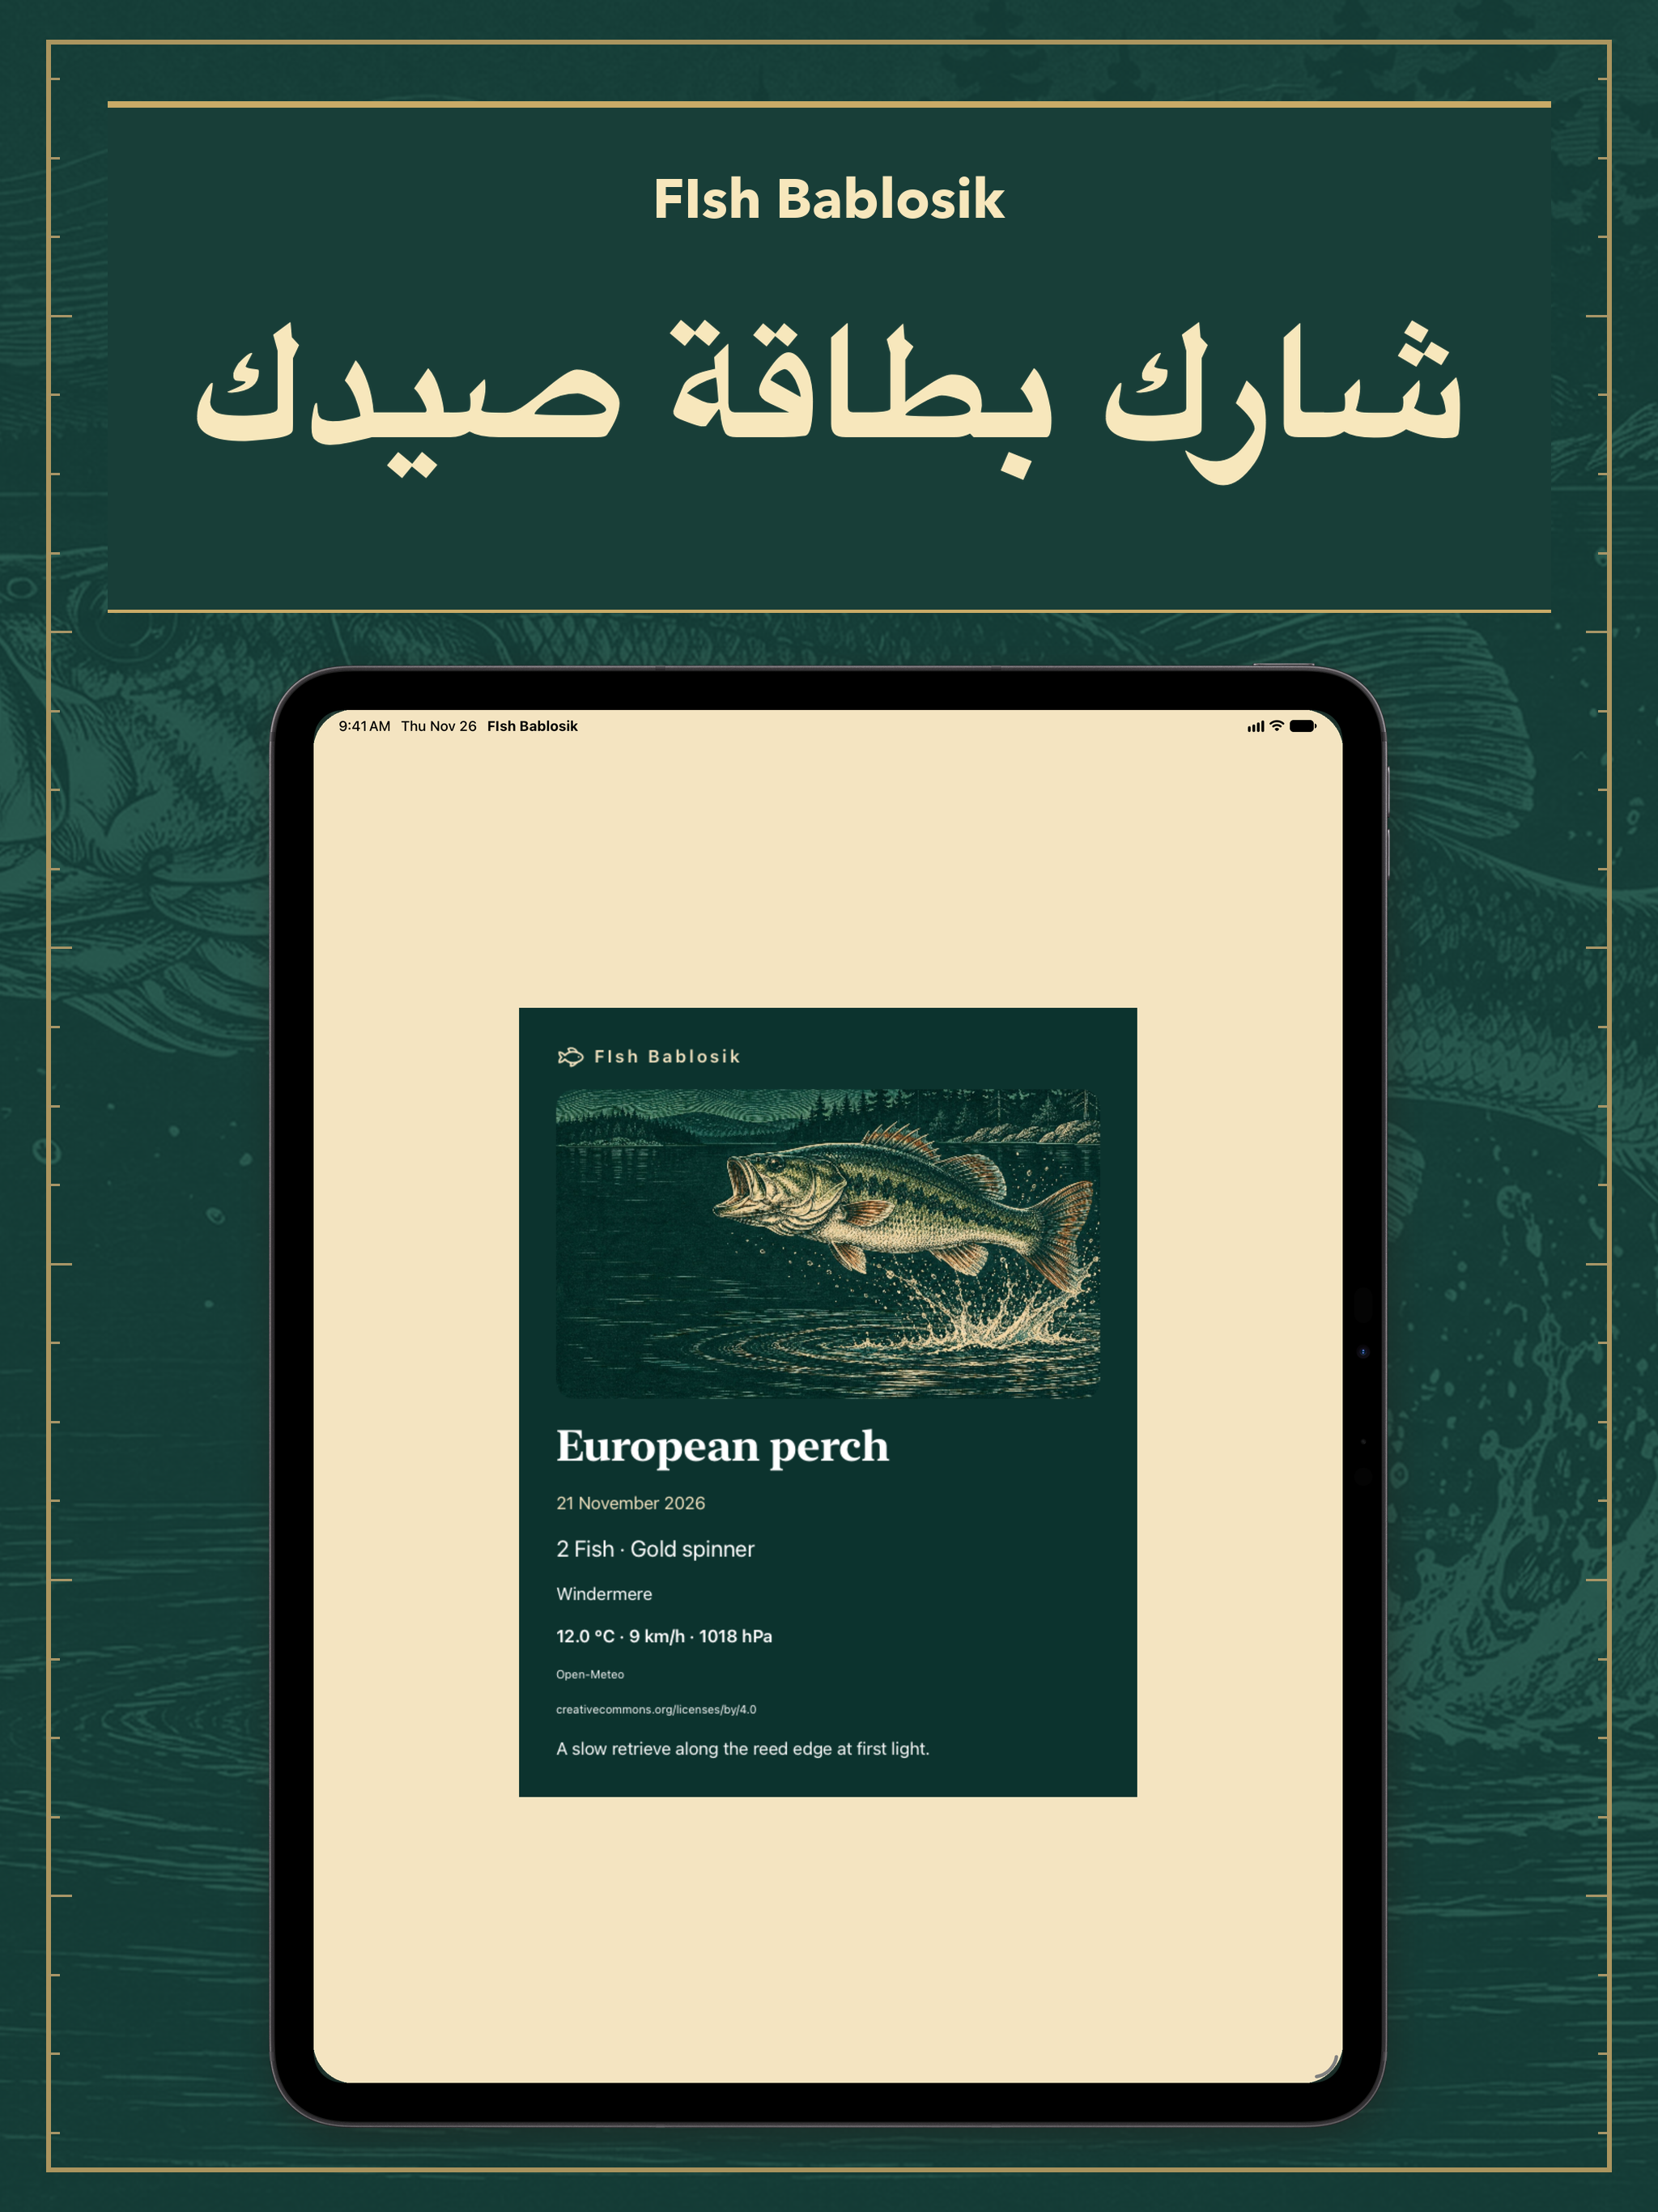 FIsh Bablosik
شارك بطاقة صيدك
9:41 AM Thu Nov 26 FIsh Bablosik
FIsh Bablosik
European perch
21 November 2026
2 Fish · Gold spinner
Windermere
12.0 °C · 9 km/h · 1018 hPa
Open-Meteo
creativecommons.org/licenses/by/4.0
A slow retrieve along the reed edge at first light.